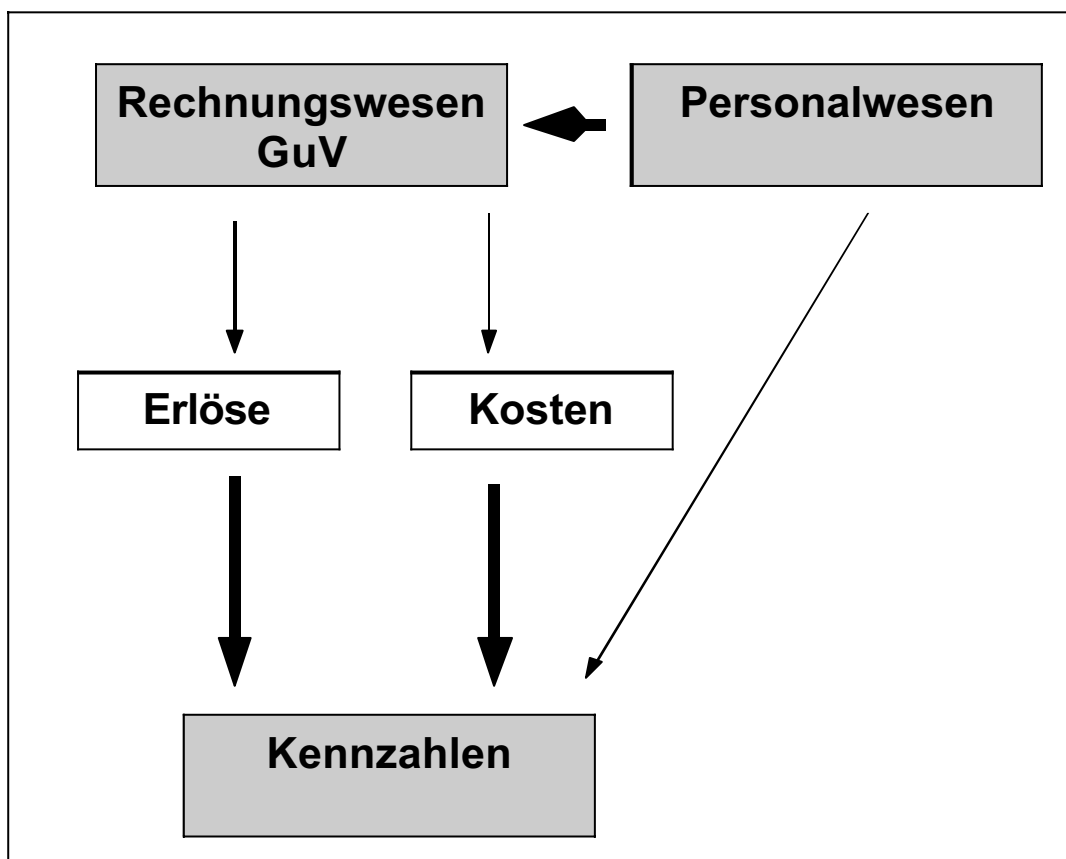 Rechnungswesen
GuV
Personalwesen
Erlöse
Kosten
Kennzahlen